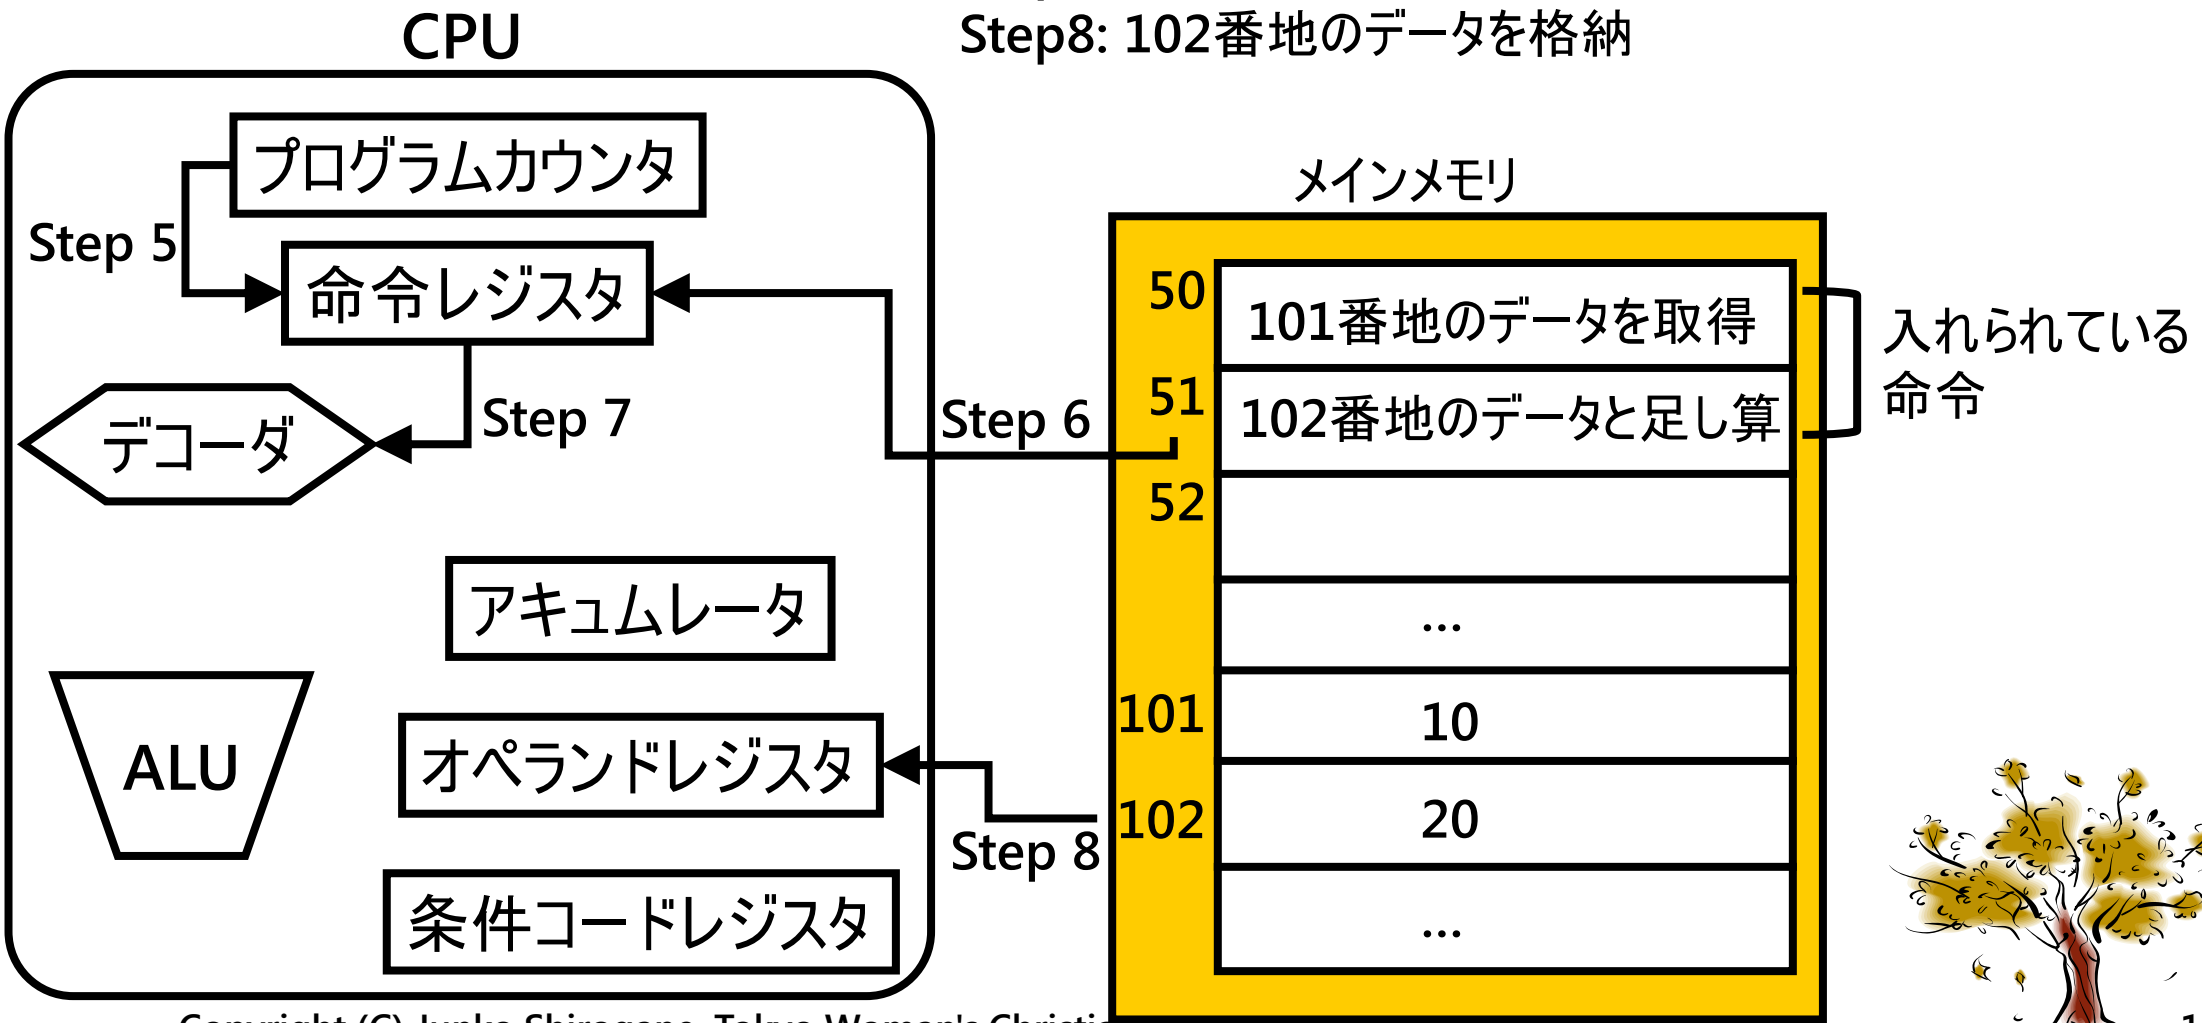 CPU
Step8: 102番地のデータを格納
プログラムカウンタ
Step 5
命令レジスタ
Step 7
デコーダ
アキュムレータ
ALU
オペランドレジスタ
条件コードレジスタ
Step 6
Step 8
メインメモリ
50
101番地のデータを取得
51
102番地のデータと足し算
52
...
101
10
102
20
...
入れられている
命令